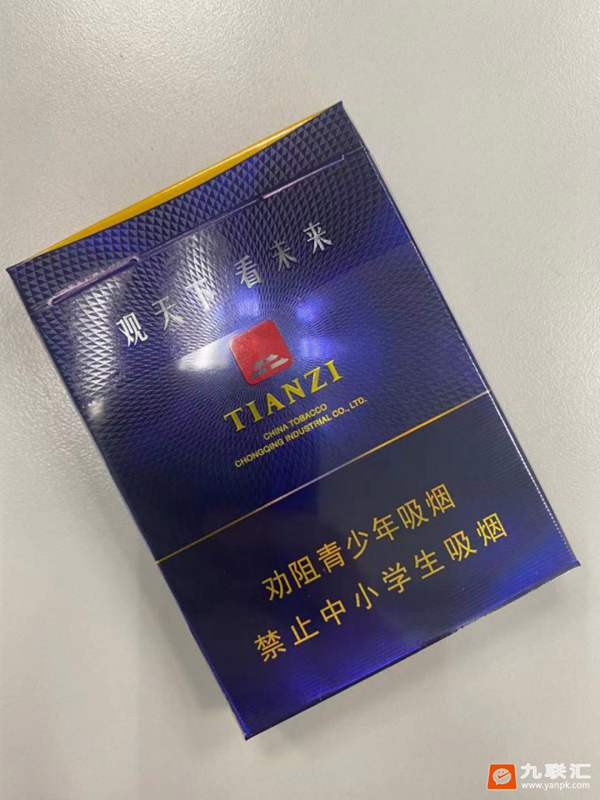 观天下 看未来
TIANZI
CHINA TOBACCO
CHONGQING INDUSTRIAL CO., LTD.
劝阻青少年吸烟
禁止中小学生吸烟
九联汇
www.yanpk.com